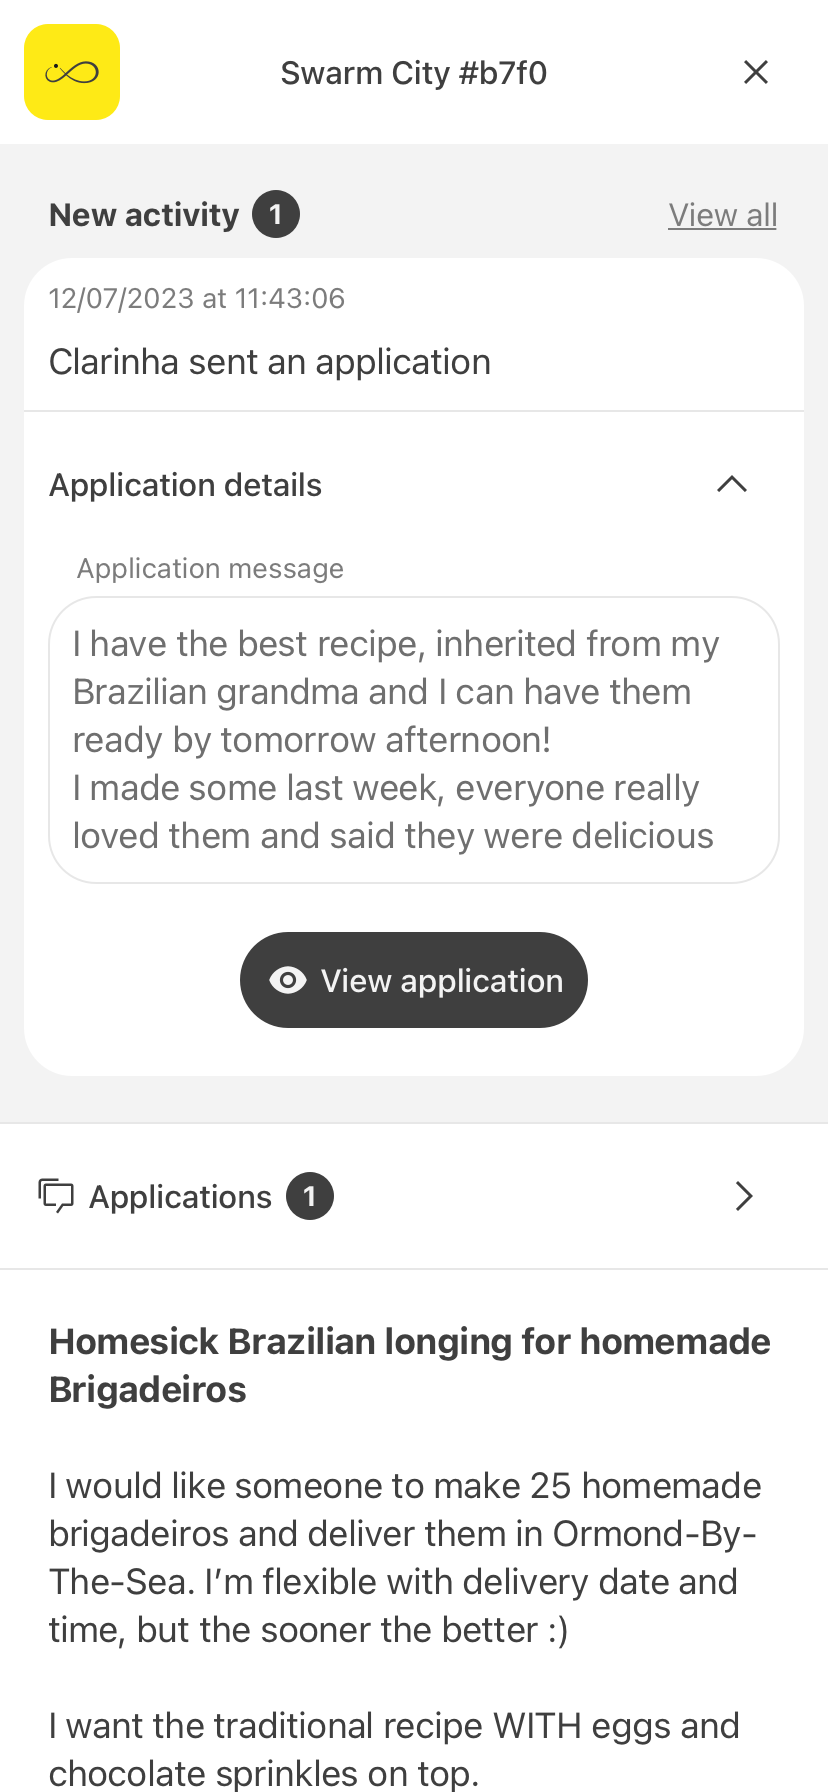 Swarm City #b7f0
New activity 1
View all
12/07/2023 at 11:43:06
Clarinha sent an application
Application details
Application message
I have the best recipe, inherited from my
Brazilian grandma and I can have them
ready by tomorrow afternoon!
I made some last week, everyone really
loved them and said they were delicious
View application
Applications 1
Homesick Brazilian longing for homemade
Brigadeiros
I would like someone to make 25 homemade
brigadeiros and deliver them in Ormond-By-
The-Sea. I’m flexible with delivery date and
time, but the sooner the better :)
I want the traditional recipe WITH eggs and
chocolate sprinkles on top.